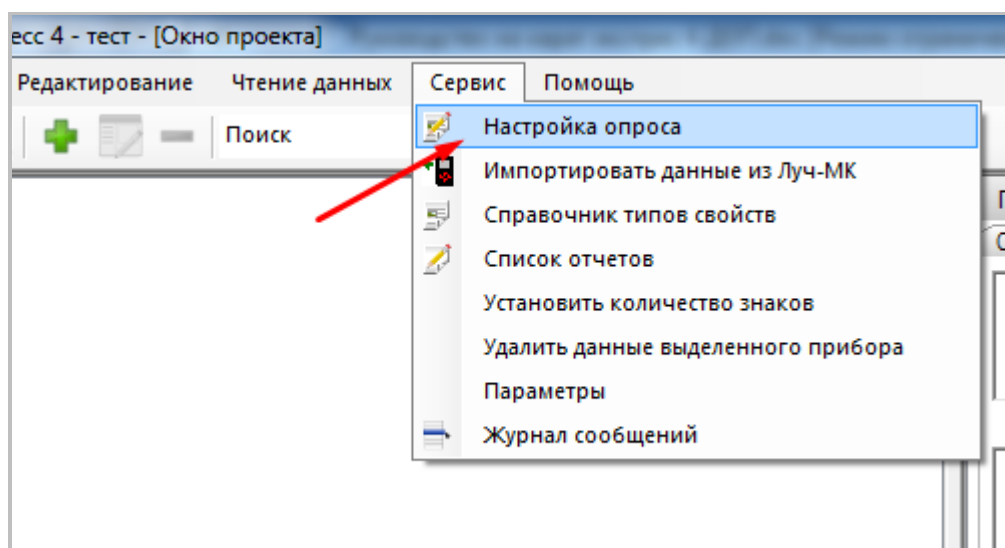 есс 4 - тест - [Окно проекта]
Редактирование Чтение данных Сервис Помощь
Поиск
Настройка опроса
Импортировать данные из Луч-МК
Справочник типов свойств
Список отчетов
Установить количество знаков
Удалить данные выделенного прибора
Параметры
Журнал сообщений